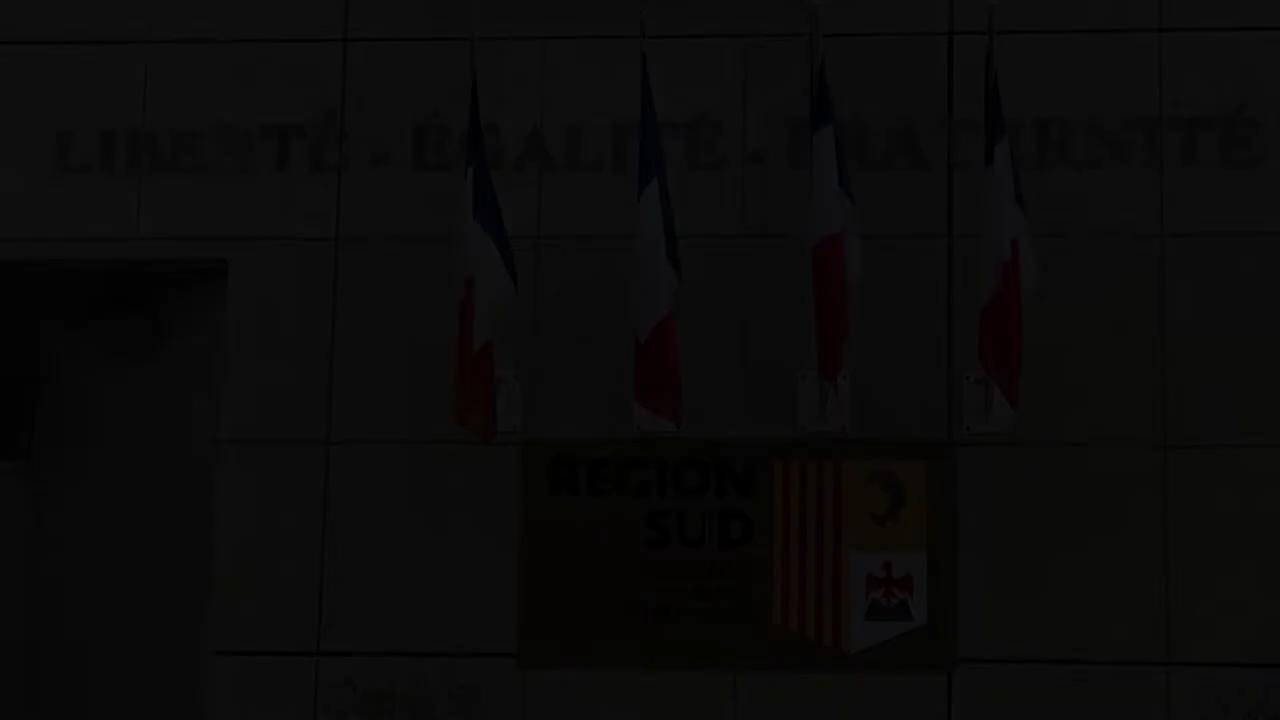 LIBERTÉ - ÉGALITÉ - FRATERNITÉ
RÉGION
SUD